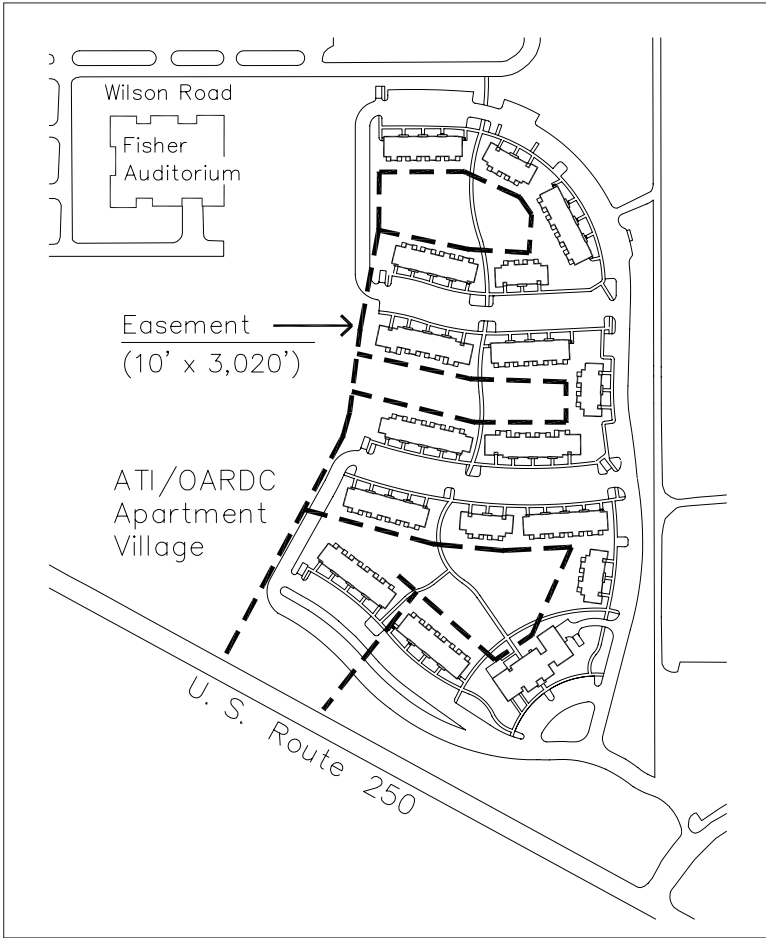 Wilson Road
Fisher
Auditorium
Easement
(10' x 3,020')
ATI/OARDC
Apartment
Village
U. S. Route 250